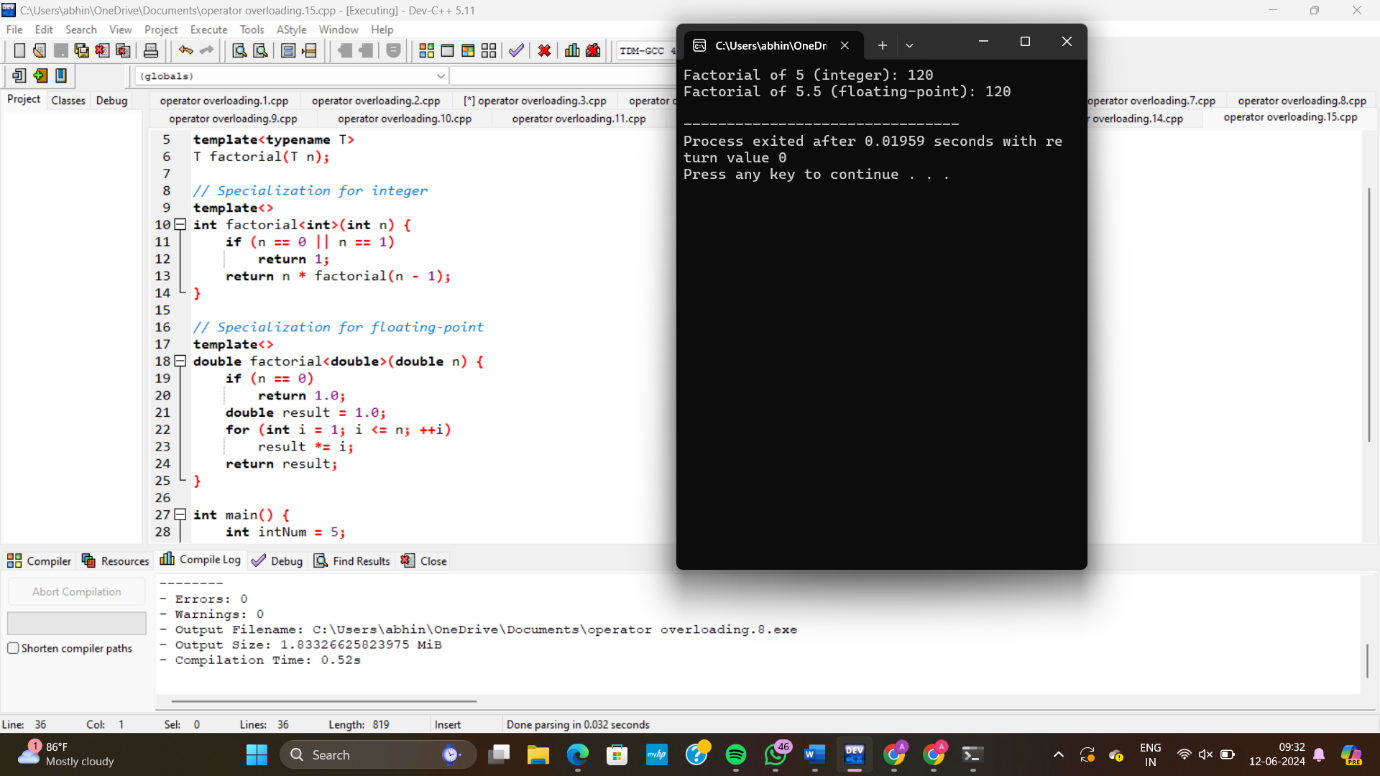 C:\Users\abhin\OneDrive\Documents\operator overloading.15.cpp - [Executing] - Dev-C++ 5.11
File Edit Search View Project Execute Tools AStyle Window Help
TDM-GCC 4
(globals)
Project Classes Debug
operator overloading.1.cpp operator overloading.2.cpp [*] operator overloading.3.cpp operator overloading.7.cpp operator overloading.8.cpp
operator overloading.9.cpp operator overloading.10.cpp operator overloading.11.cpp overloading.14.cpp operator overloading.15.cpp
5 template<typename T>
6 T factorial(T n);
7
8 // Specialization for integer
9 template<>
10 int factorial<int>(int n) {
11 if (n == 0 || n == 1)
12 return 1;
13 return n * factorial(n - 1);
14 }
15
16 // Specialization for floating-point
17 template<>
18 double factorial<double>(double n) {
19 if (n == 0)
20 return 1.0;
21 double result = 1.0;
22 for (int i = 1; i <= n; ++i)
23 result *= i;
24 return result;
25 }
26
27 int main() {
28 int intNum = 5;
C:\Users\abhin\OneDri
Factorial of 5 (integer): 120
Factorial of 5.5 (floating-point): 120
--------------------------------
Process exited after 0.01959 seconds with re
turn value 0
Press any key to continue . . .
Compiler Resources Compile Log Debug Find Results Close
Abort Compilation
Shorten compiler paths
--------
- Errors: 0
- Warnings: 0
- Output Filename: C:\Users\abhin\OneDrive\Documents\operator overloading.8.exe
- Output Size: 1.83326625823975 MiB
- Compilation Time: 0.52s
Line: 36 Col: 1 Sel: 0 Lines: 36 Length: 819 Insert Done parsing in 0.032 seconds
1
86°F
Mostly cloudy
Search
myhp
46
W
DEV
A
A
ENG
IN
09:32
12-06-2024
PRE